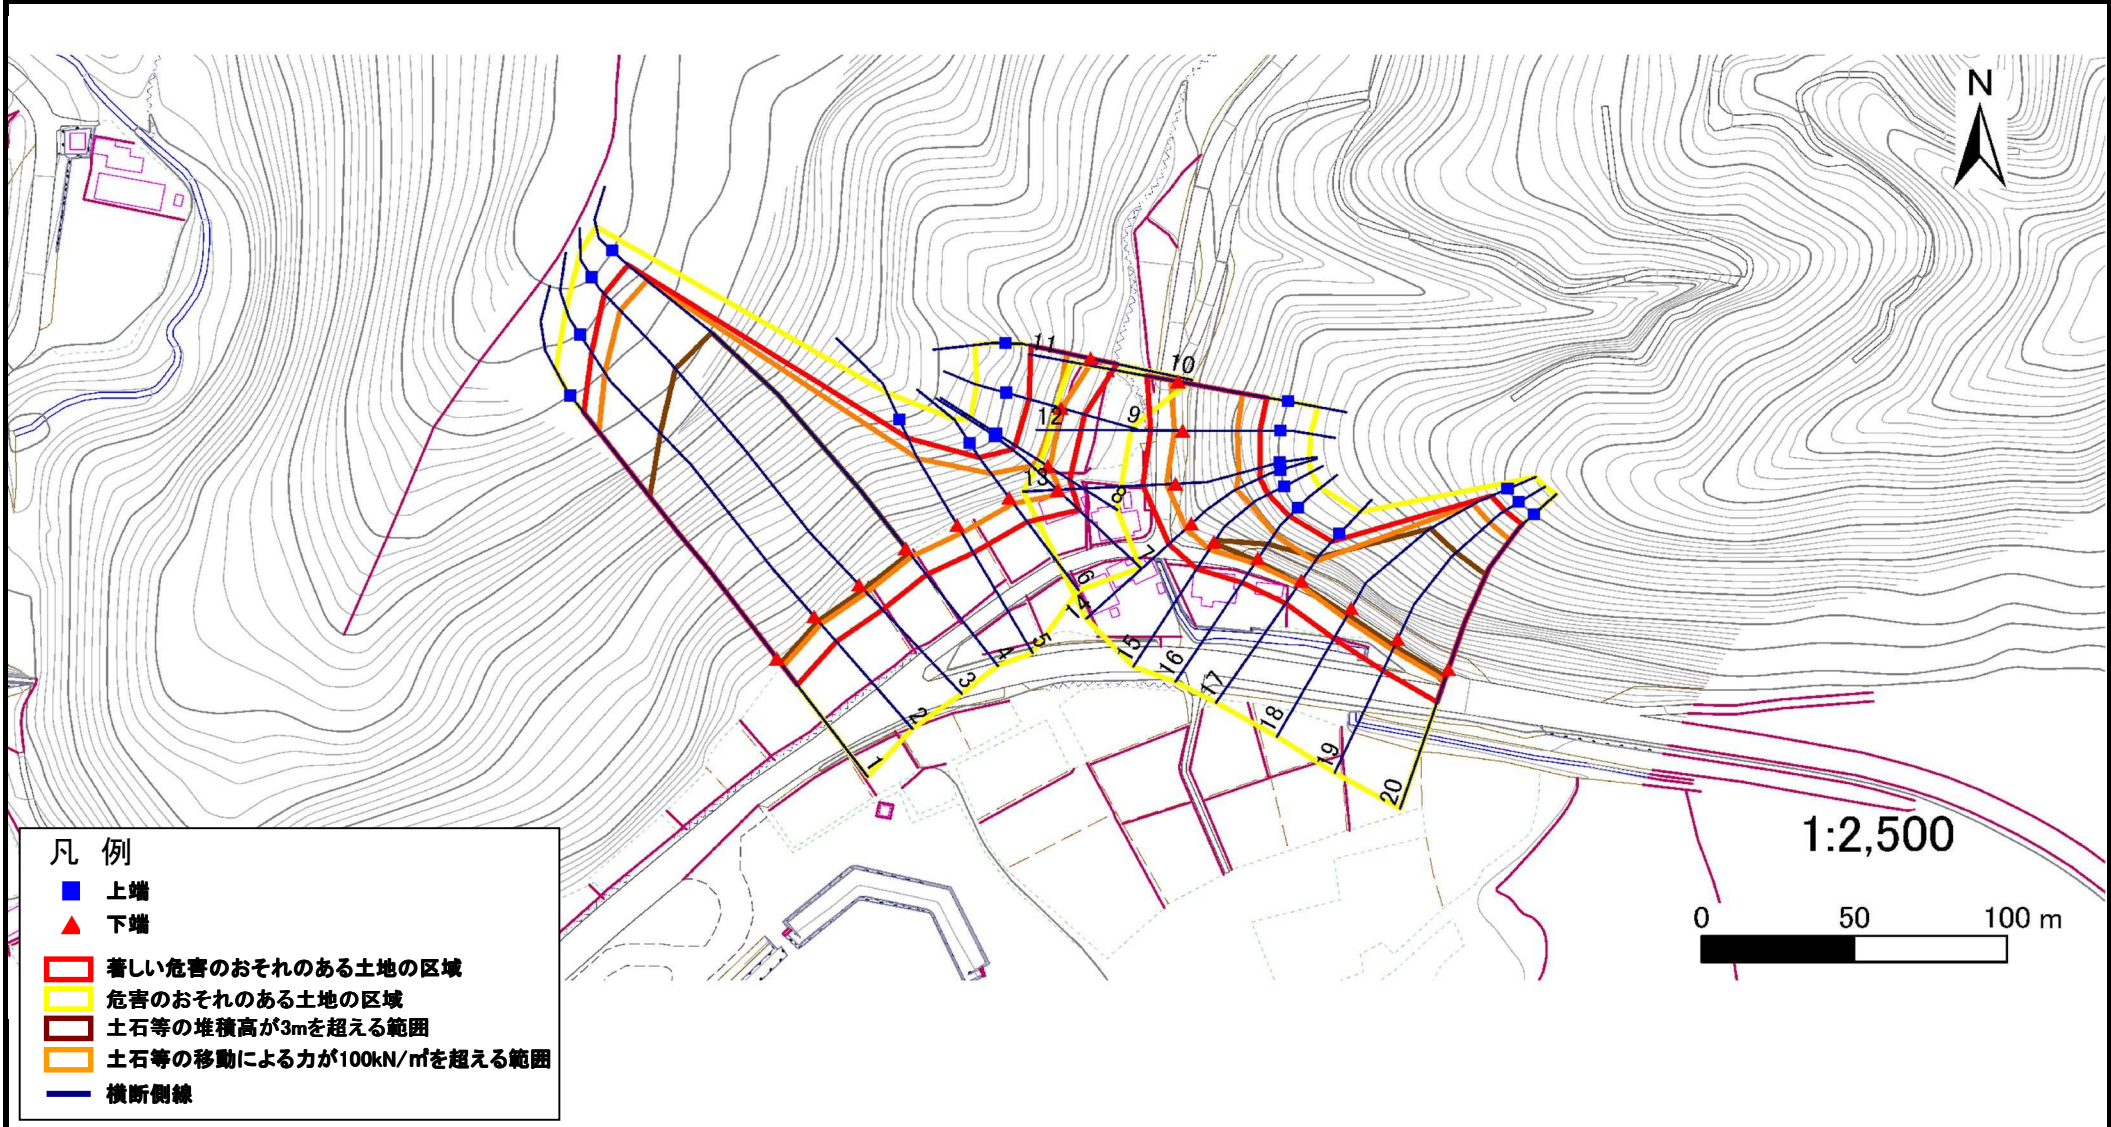 N
11
10
12
9
13
8
7
6
14
5
4
15
3
16
2
17
1
18
19
20
1:2,500
0 50 100 m
凡 例
上端
下端
著しい危害のおそれのある土地の区域
危害のおそれのある土地の区域
土石等の堆積高が3mを超える範囲
土石等の移動による力が100kN/㎡を超える範囲
横断側線